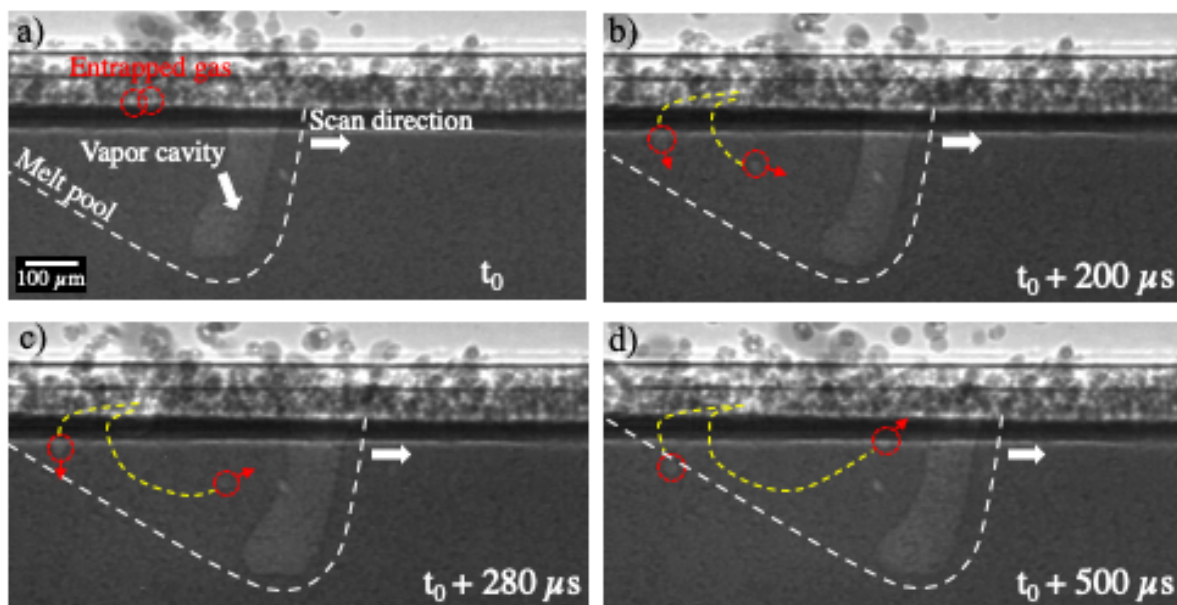 a)
Entrapped gas
Scan direction
Vapor cavity
Melt pool
100 µm
t₀
b)
t₀ + 200 µs
c)
t₀ + 280 µs
d)
t₀ + 500 µs